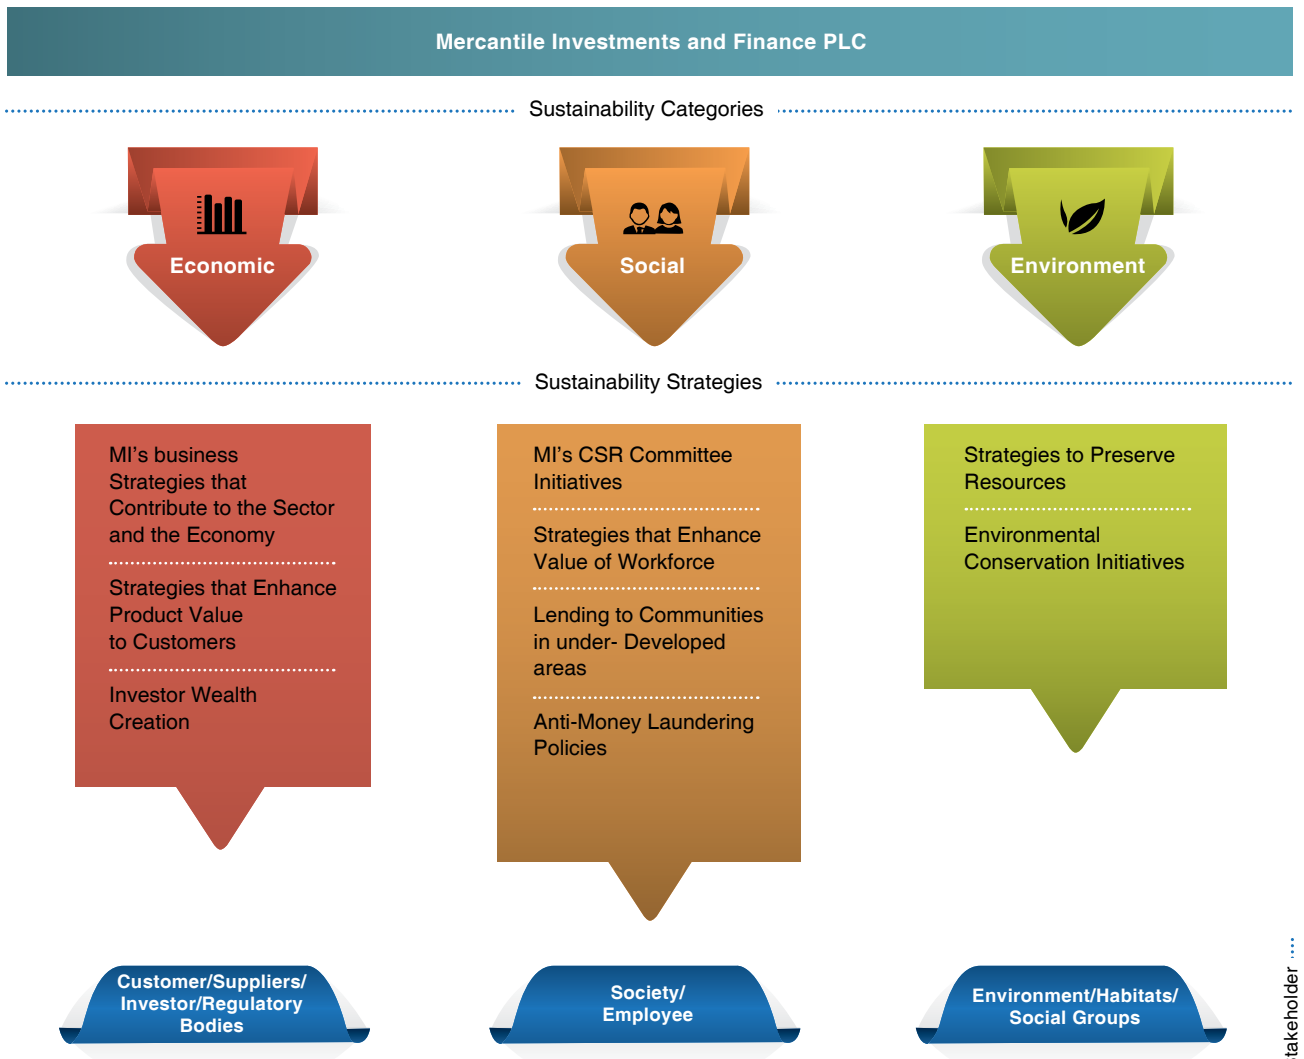 Mercantile Investments and Finance PLC
Sustainability Categories
Economic
Social
Environment
Sustainability Strategies
MI's business
Strategies that
Contribute to the Sector
and the Economy
Strategies that Enhance
Product Value
to Customers
Investor Wealth
Creation
MI's CSR Committee
Initiatives
Strategies that Enhance
Value of Workforce
Lending to Communities
in under- Developed
areas
Anti-Money Laundering
Policies
Strategies to Preserve
Resources
Environmental
Conservation Initiatives
Customer/Suppliers/
Investor/Regulatory
Bodies
Society/
Employee
Environment/Habitats/
Social Groups
takeholder